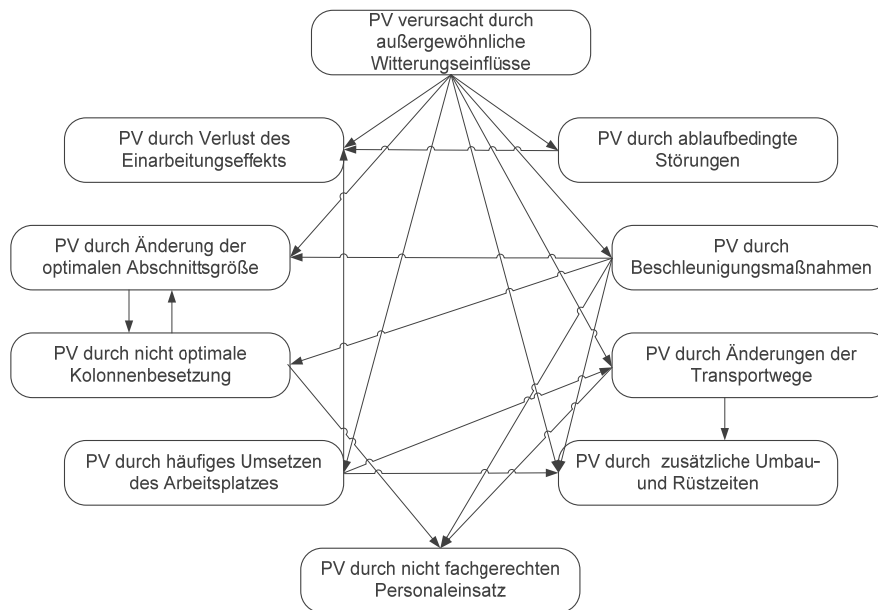 PV verursacht durch
außergewöhnliche
Witterungseinflüsse
PV durch Verlust des
Einarbeitungseffekts
PV durch ablaufbedingte
Störungen
PV durch Änderung der
optimalen Abschnittsgröße
PV durch
Beschleunigungsmaßnahmen
PV durch nicht optimale
Kolonnenbesetzung
PV durch Änderungen der
Transportwege
PV durch häufiges Umsetzen
des Arbeitsplatzes
PV durch zusätzliche Umbau-
und Rüstzeiten
PV durch nicht fachgerechten
Personaleinsatz